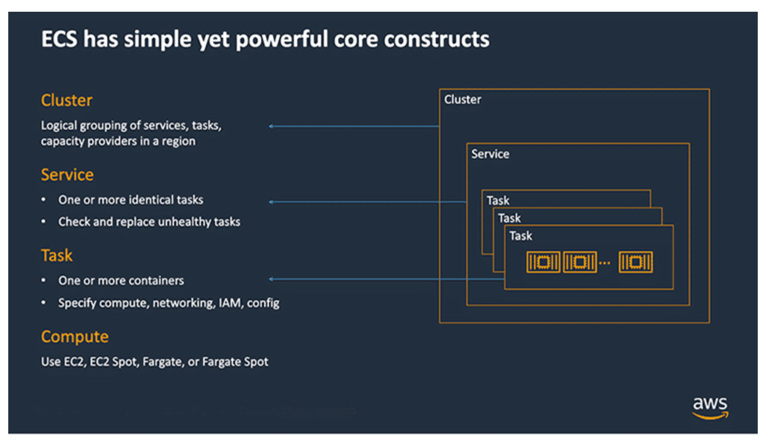 ECS has simple yet powerful core constructs
Cluster
Logical grouping of services, tasks,
capacity providers in a region
Service
• One or more identical tasks
• Check and replace unhealthy tasks
Task
• One or more containers
• Specify compute, networking, IAM, config
Compute
Use EC2, EC2 Spot, Fargate, or Fargate Spot
Cluster
Service
Task
Task
Task
...
aws